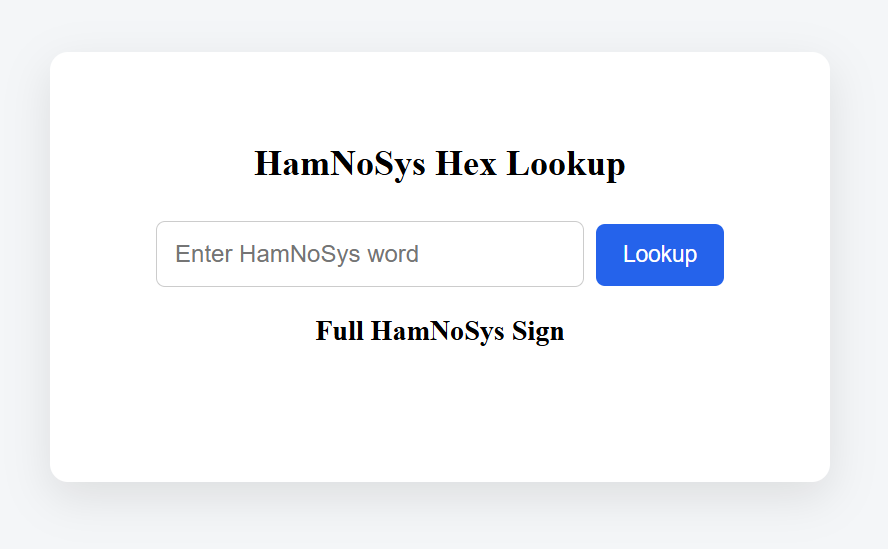 HamNoSys Hex Lookup
Enter HamNoSys word
Lookup
Full HamNoSys Sign